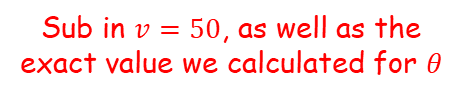 Sub in 𝑣 = 50, as well as the
exact value we calculated for 𝜃